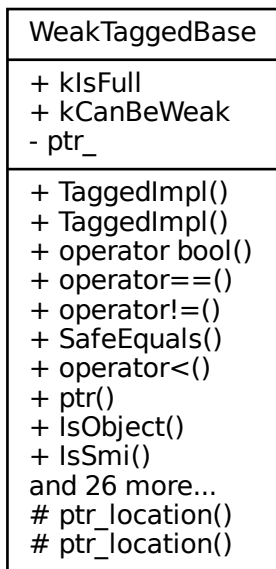 WeakTaggedBase
+ kIsFull
+ kCanBeWeak
- ptr_
+ TaggedImpl()
+ TaggedImpl()
+ operator bool()
+ operator==()
+ operator!=()
+ SafeEquals()
+ operator<()
+ ptr()
+ IsObject()
+ IsSmi()
and 26 more...
# ptr_location()
# ptr_location()